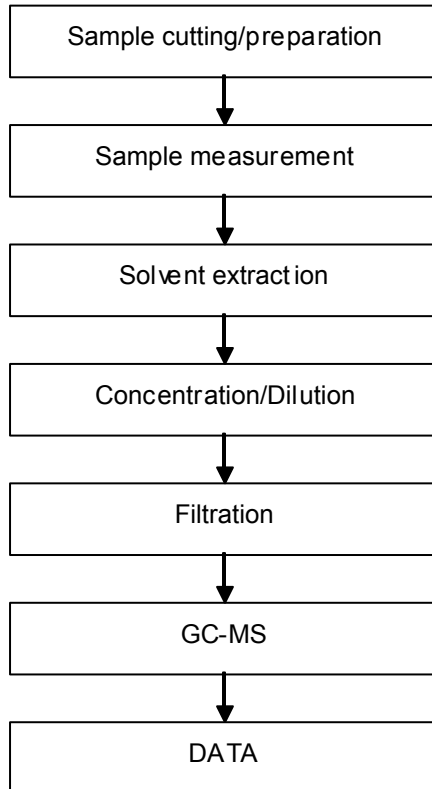 Sample cutting/preparation
Sample measurement
Solvent extraction
Concentration/Dilution
Filtration
GC-MS
DATA